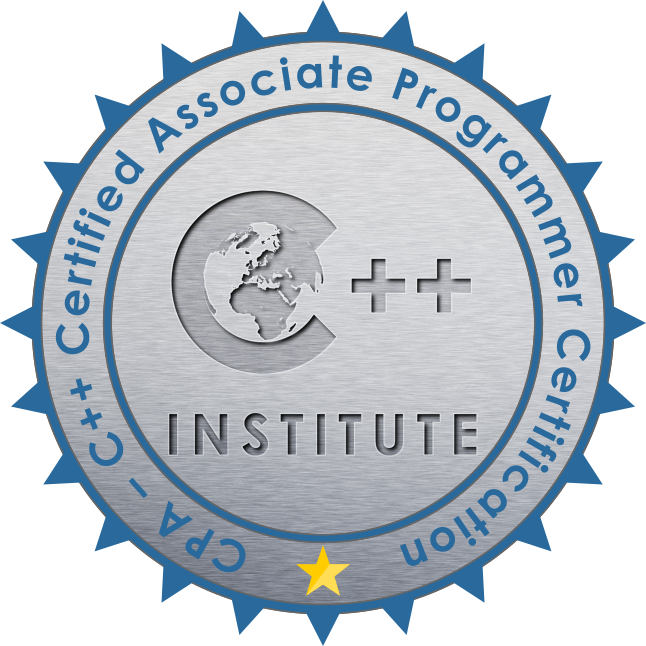 CPA – C++ Certified Associate Programmer Certification
C++
INSTITUTE